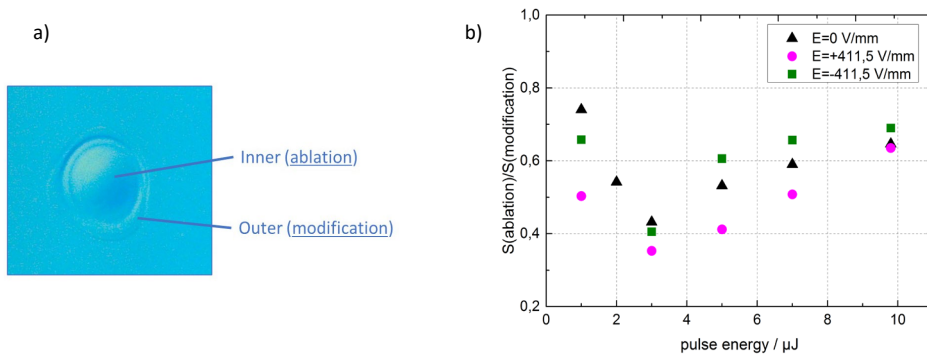 a)
Inner (ablation)
Outer (modification)
b)
S(ablation)/S(modification)
1,0
0,8
0,6
0,4
0,2
0
2
4
6
8
10
pulse energy / µJ
E=0 V/mm
E=+411,5 V/mm
E=-411,5 V/mm